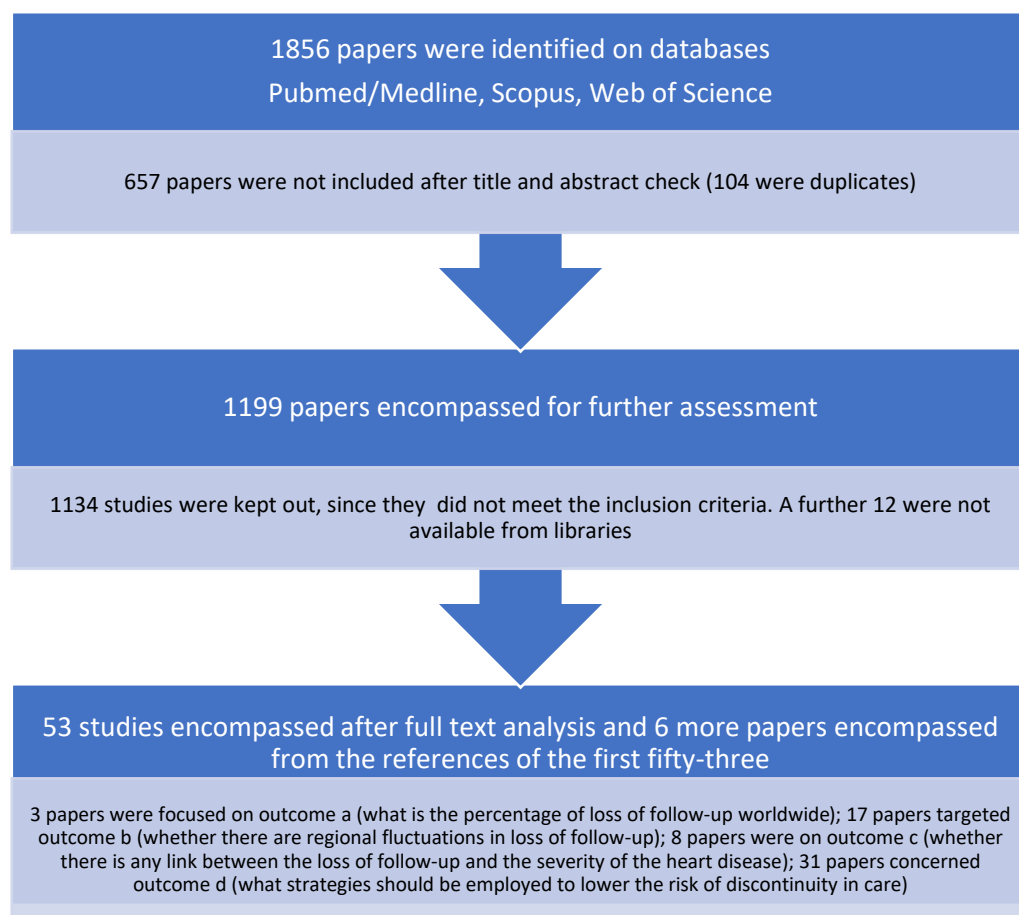 1856 papers were identified on databases
Pubmed/Medline, Scopus, Web of Science
657 papers were not included after title and abstract check (104 were duplicates)
1199 papers encompassed for further assessment
1134 studies were kept out, since they  did not meet the inclusion criteria. A further 12 were not
available from libraries
53 studies encompassed after full text analysis and 6 more papers encompassed
from the references of the first fifty-three
3 papers were focused on outcome a (what is the percentage of loss of follow-up worldwide); 17 papers targeted
outcome b (whether there are regional fluctuations in loss of follow-up); 8 papers were on outcome c (whether
there is any link between the loss of follow-up and the severity of the heart disease); 31 papers concerned
outcome d (what strategies should be employed to lower the risk of discontinuity in care)